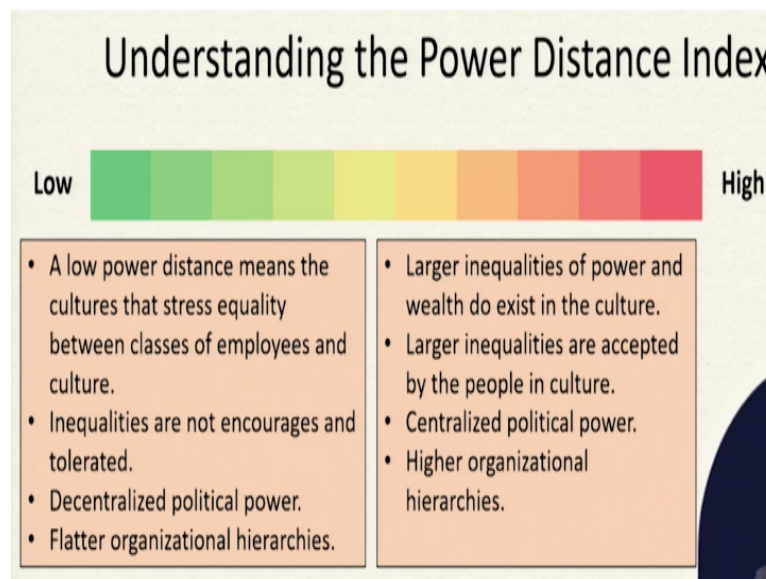 Understanding the Power Distance Index
Low
High
• A low power distance means the
cultures that stress equality
between classes of employees and
culture.
• Inequalities are not encourages and
tolerated.
• Decentralized political power.
• Flatter organizational hierarchies.
• Larger inequalities of power and
wealth do exist in the culture.
• Larger inequalities are accepted
by the people in culture.
• Centralized political power.
• Higher organizational
hierarchies.